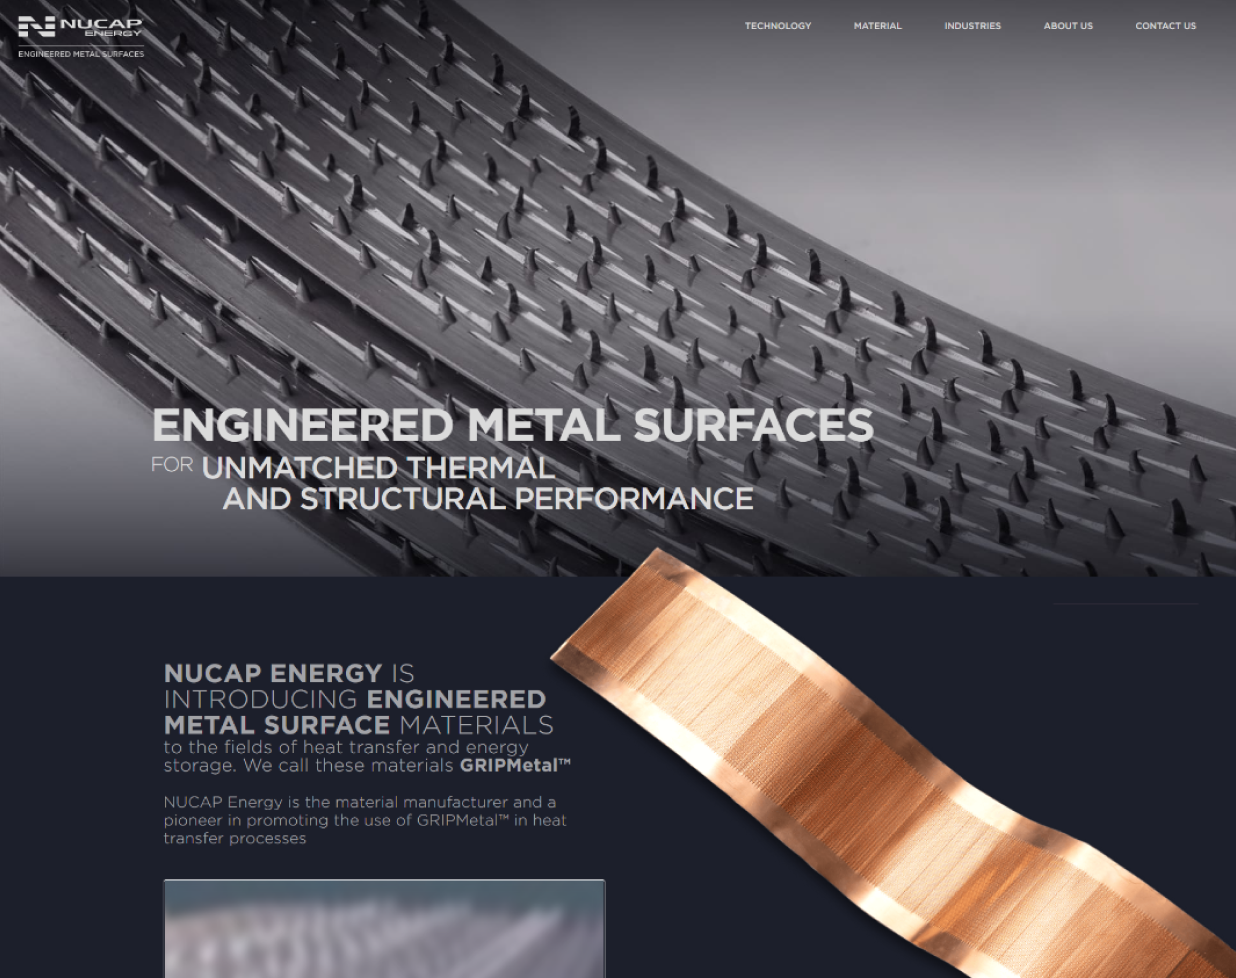 NUCAP
ENERGY
ENGINEERED METAL SURFACES
TECHNOLOGY
MATERIAL
INDUSTRIES
ABOUT US
CONTACT US
ENGINEERED METAL SURFACES
FOR UNMATCHED THERMAL
AND STRUCTURAL PERFORMANCE
NUCAP ENERGY IS
INTRODUCING ENGINEERED
METAL SURFACE MATERIALS
to the fields of heat transfer and energy
storage. We call these materials GRIPMetal™
NUCAP Energy is the material manufacturer and a
pioneer in promoting the use of GRIPMetal™ in heat
transfer processes